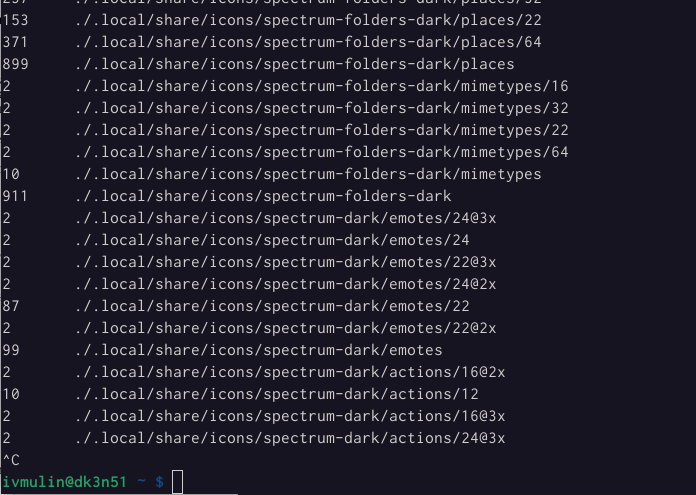 153 ./.local/share/icons/spectrum-folders-dark/places/22
371 ./.local/share/icons/spectrum-folders-dark/places/64
899 ./.local/share/icons/spectrum-folders-dark/places
2 ./.local/share/icons/spectrum-folders-dark/mimetypes/16
2 ./.local/share/icons/spectrum-folders-dark/mimetypes/32
2 ./.local/share/icons/spectrum-folders-dark/mimetypes/22
2 ./.local/share/icons/spectrum-folders-dark/mimetypes/64
10 ./.local/share/icons/spectrum-folders-dark/mimetypes
911 ./.local/share/icons/spectrum-folders-dark
2 ./.local/share/icons/spectrum-dark/emotes/24@3x
2 ./.local/share/icons/spectrum-dark/emotes/24
2 ./.local/share/icons/spectrum-dark/emotes/22@3x
2 ./.local/share/icons/spectrum-dark/emotes/24@2x
87 ./.local/share/icons/spectrum-dark/emotes/22
2 ./.local/share/icons/spectrum-dark/emotes/22@2x
99 ./.local/share/icons/spectrum-dark/emotes
2 ./.local/share/icons/spectrum-dark/actions/16@2x
10 ./.local/share/icons/spectrum-dark/actions/12
2 ./.local/share/icons/spectrum-dark/actions/16@3x
2 ./.local/share/icons/spectrum-dark/actions/24@3x
^C
ivmulin@dk3n51 ~ $